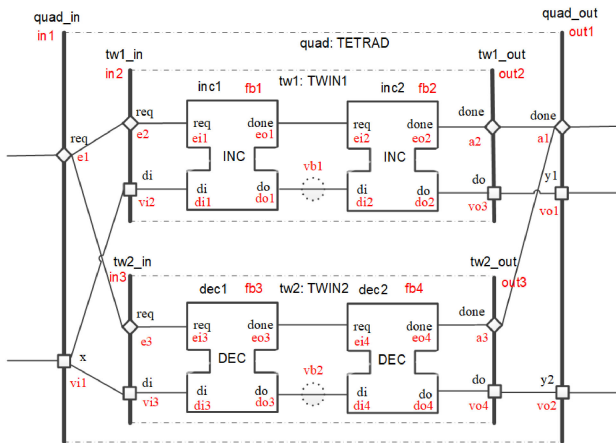 quad_in quad_out
in1 quad: TETRAD out1
tw1_in tw1_out
in2 inc1 fb1 tw1: TWIN1 inc2 fb2 out2
req req done req done done done
req e2 ei1 eo1 ei2 eo2 a2 a1
e1 INC vb1 INC
di di do di do do y1
vi2 di1 do1 di2 do2 vo3 vo1
tw2_in tw2_out
in3 dec1 fb3 tw2: TWIN2 dec2 fb4 out3
req req done req done done
e3 ei3 eo3 ei4 eo4 a3
DEC vb2 DEC
x di di do di do do y2
vi1 vi3 di3 do3 di4 do4 vo4 vo2